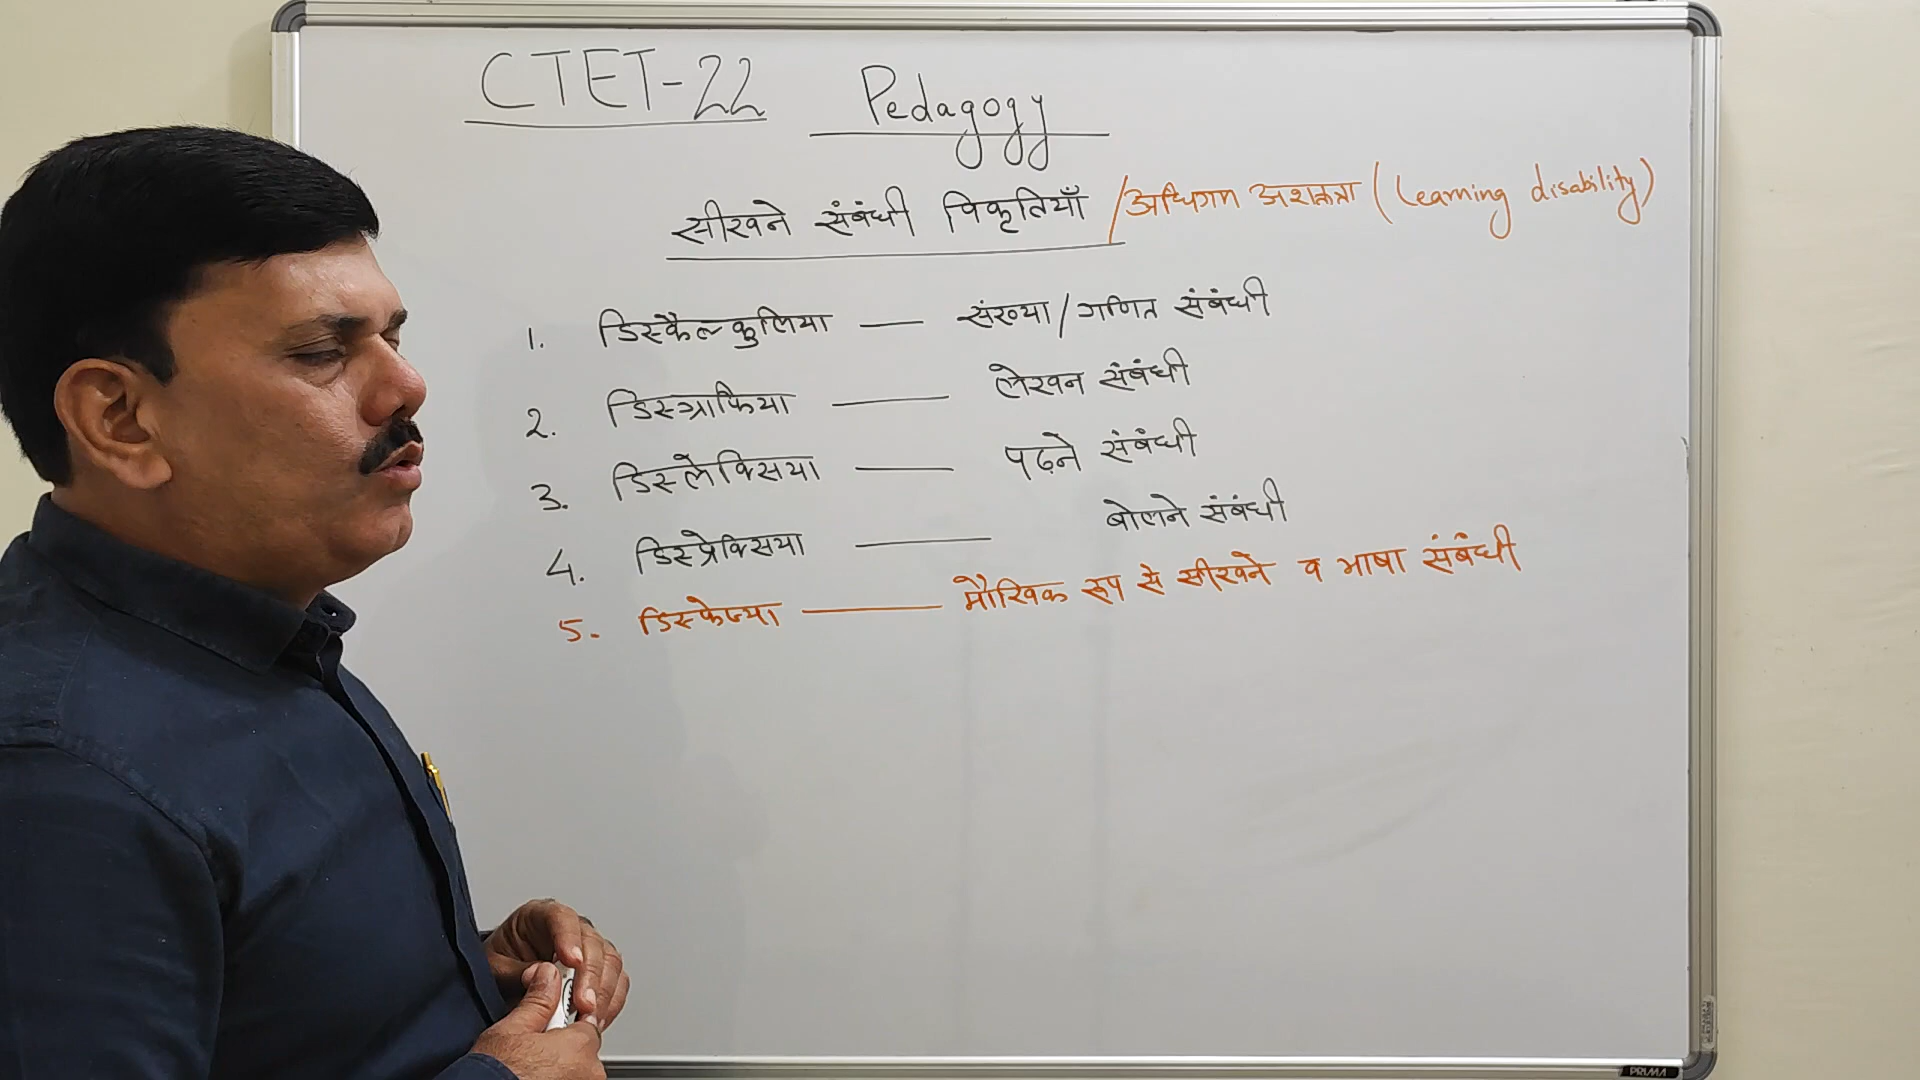 CTET-22 Pedagogy
सीखने संबंधी विकृतियाँ / अधिगम अशक्तता ( Learning disability)
1. डिस्कैल्कुलिया — संख्या / गणित संबंधी
2. डिस्ग्राफिया — लेखन संबंधी
3. डिस्लेक्सिया — पढ़ने संबंधी
4. डिस्प्रेक्सिया — बोलने संबंधी
5. डिस्फेज्या — मौखिक रूप से सीखने व भाषा संबंधी
PRIMA